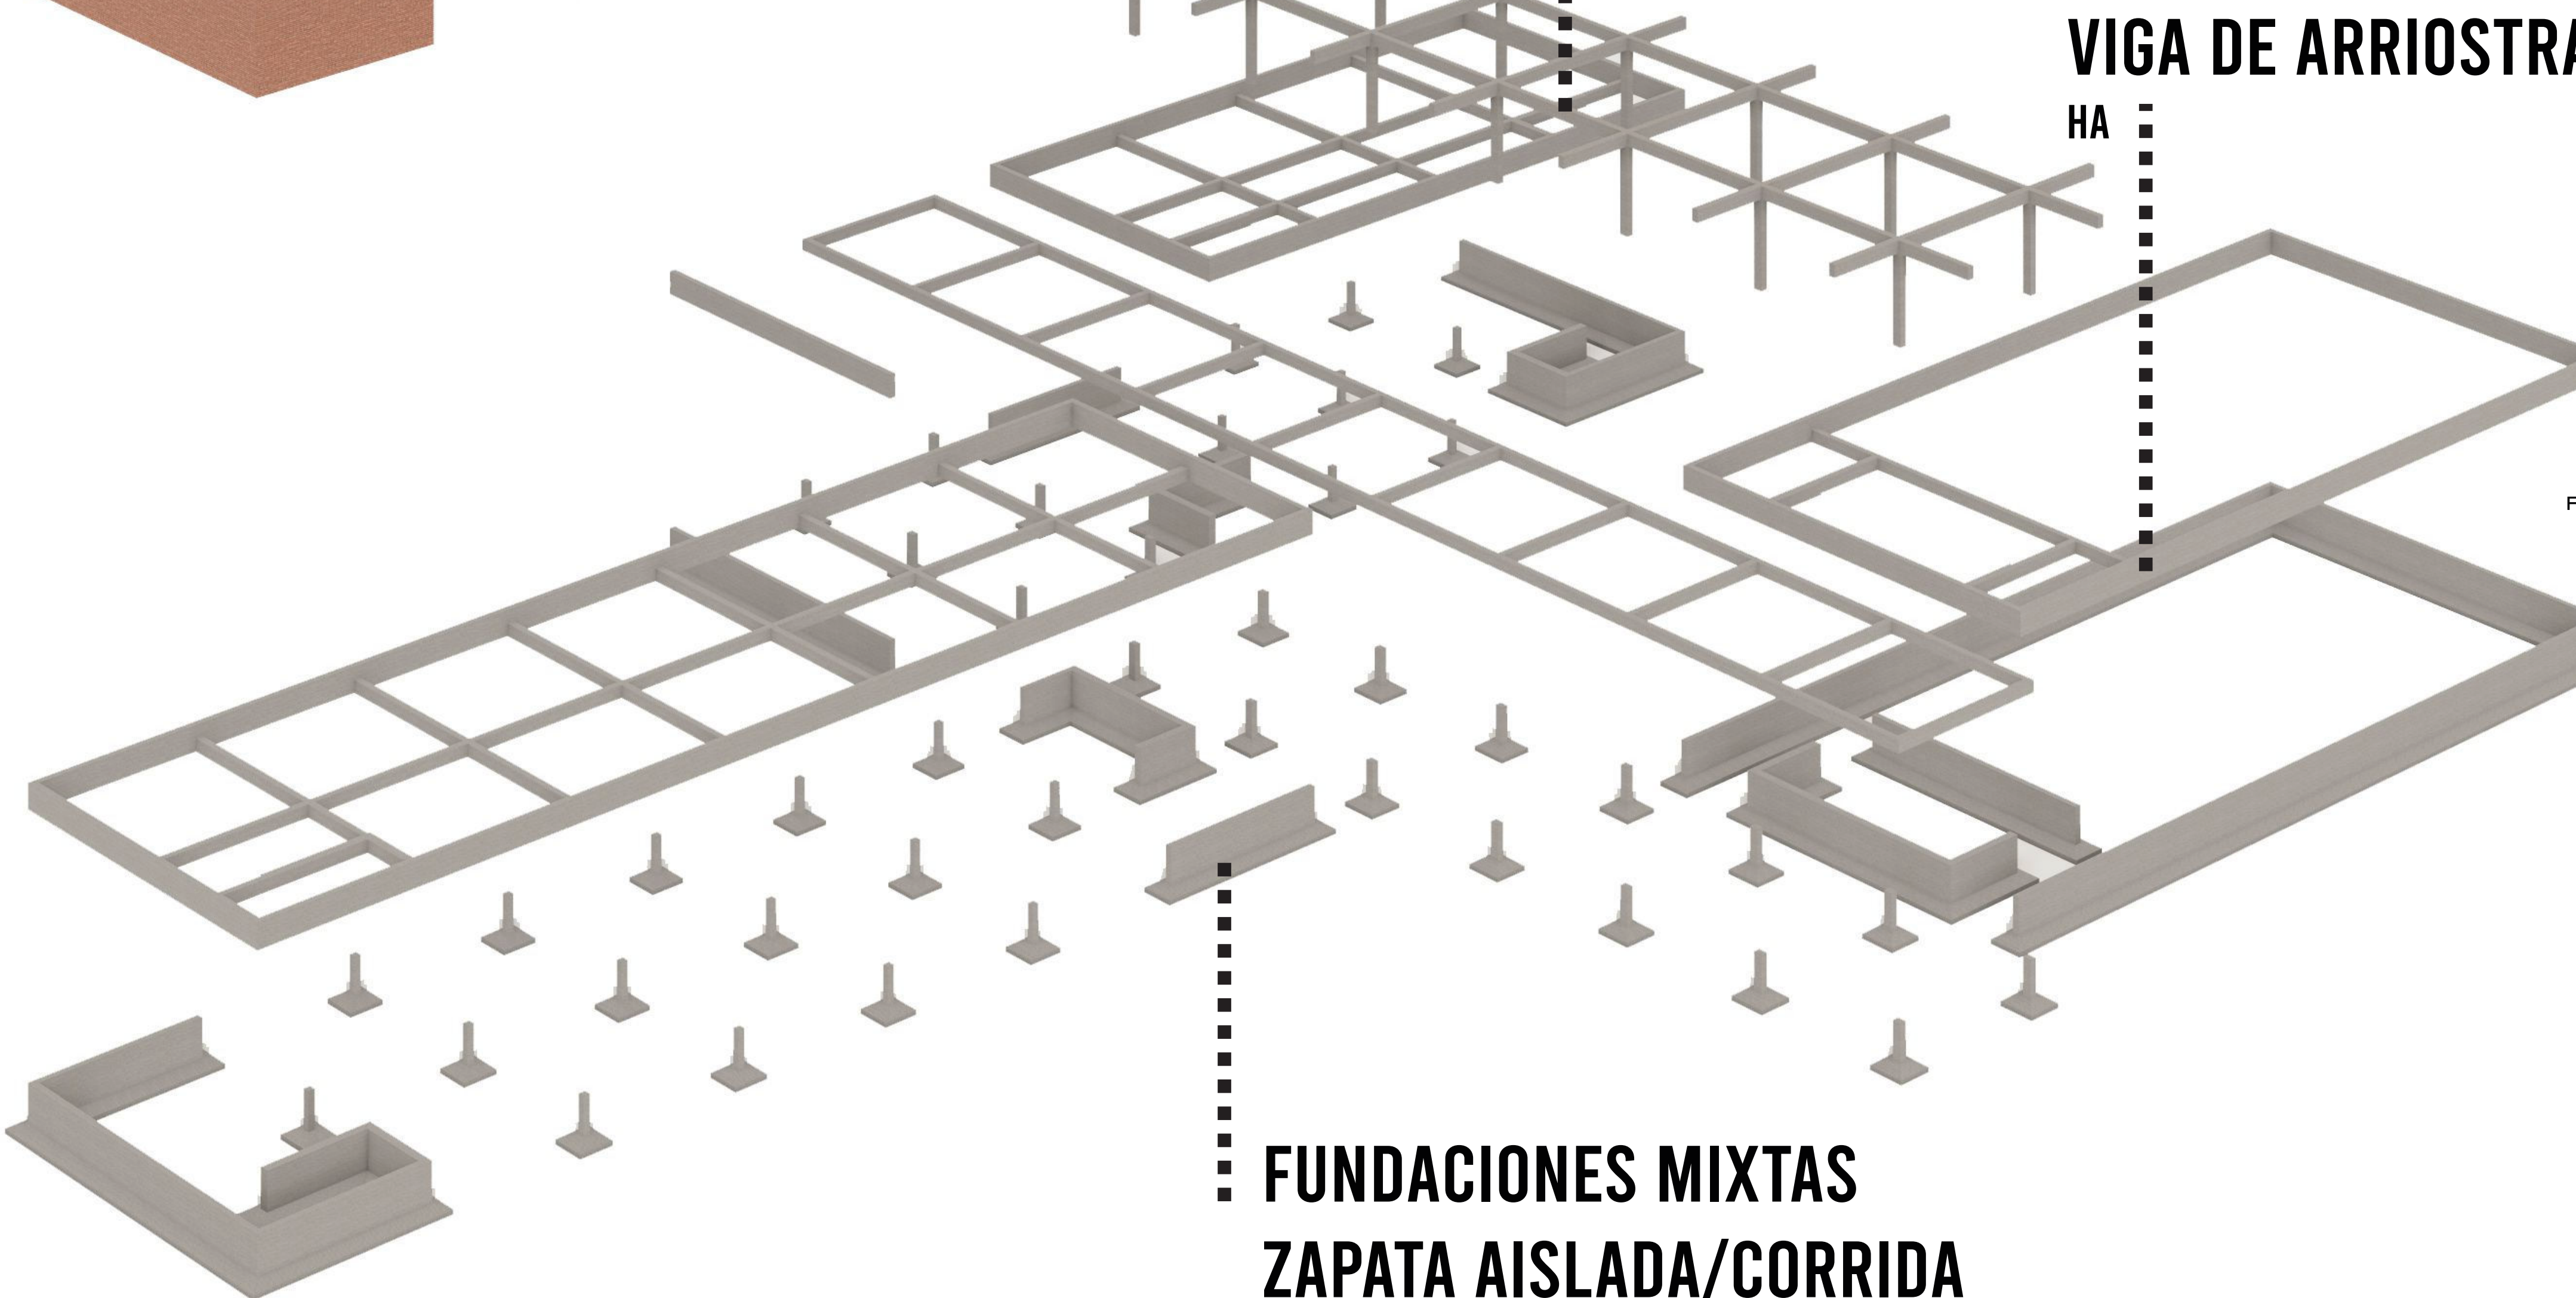 VIGA DE ARRIOSTRA
HA
F
FUNDACIONES MIXTAS
ZAPATA AISLADA/CORRIDA